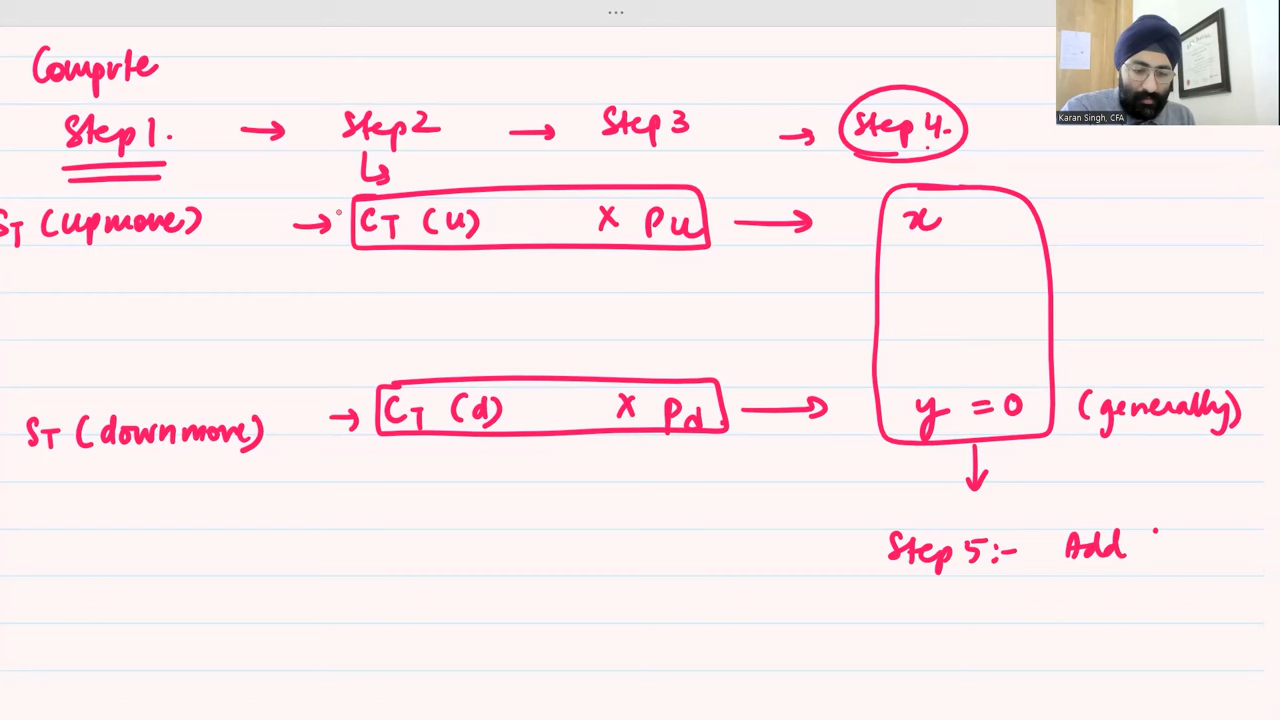 Compute
Step 1. → Step 2 → Step 3 → Step 4.
ST (upmove) → CT (u) × Pu → x
ST (downmove) → CT (d) × Pd → y = 0 (generally)
Step 5:- Add
Karan Singh, CFA